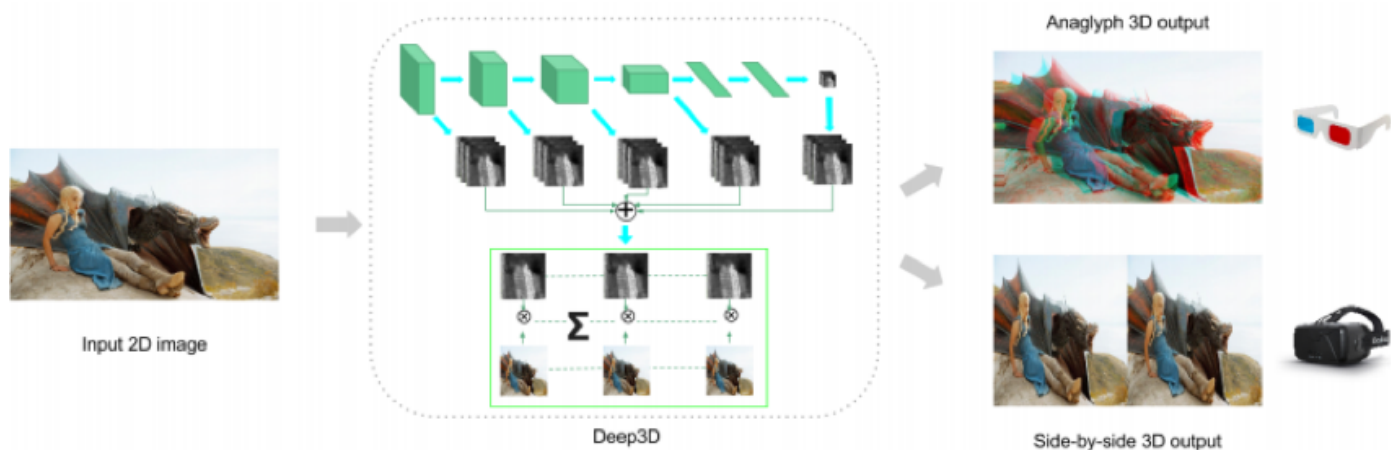 Anaglyph 3D output
Input 2D image
Σ
Deep3D
Side-by-side 3D output